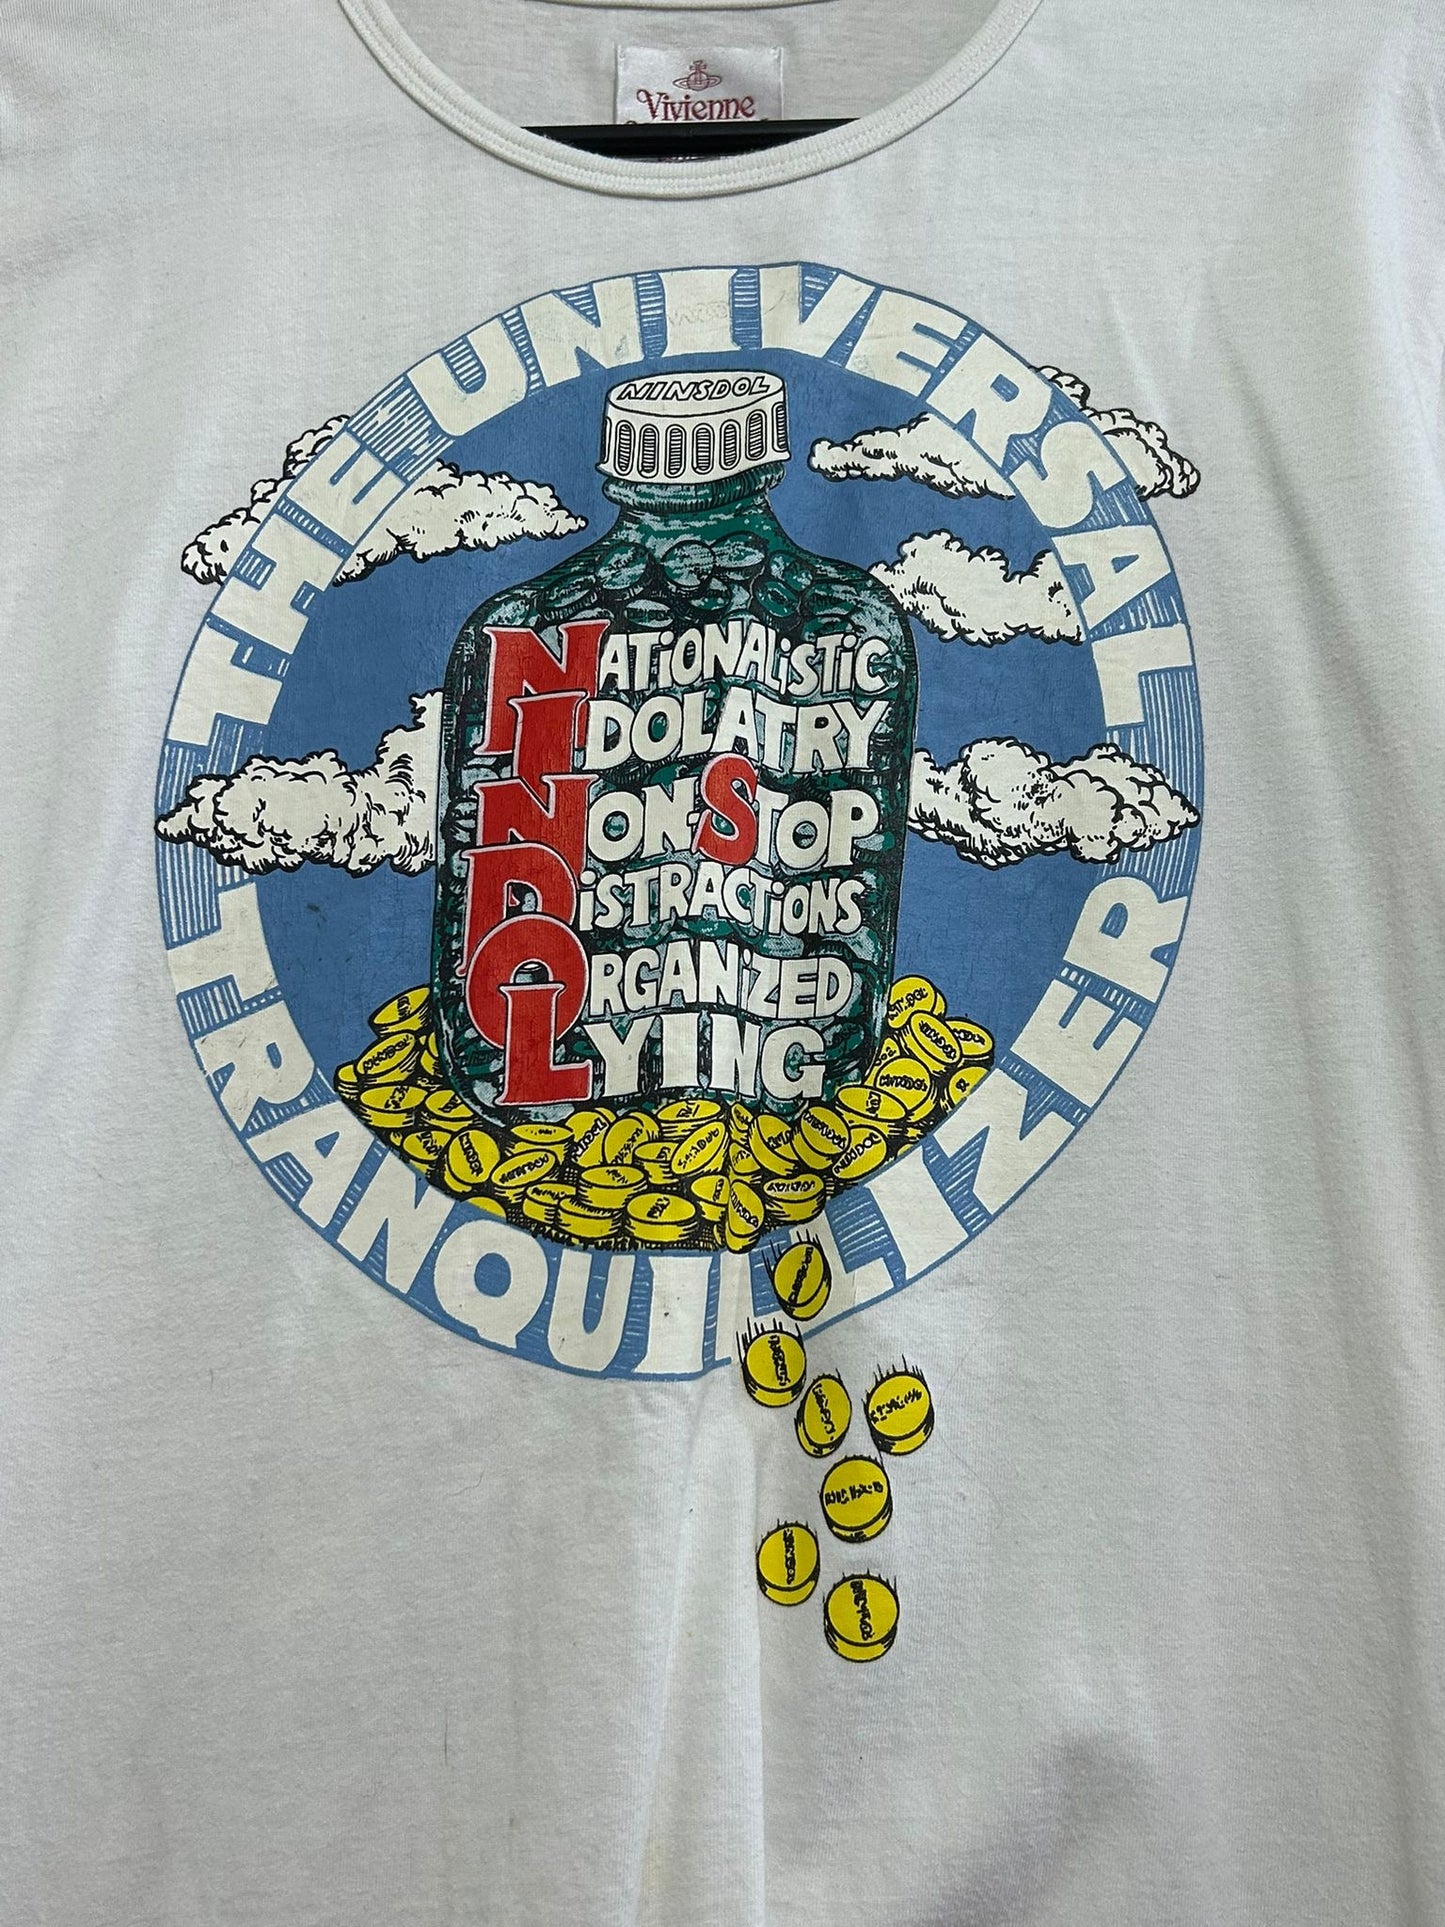 Vivienne
THE UNIVERSAL
TRANQUILLIZER
NINSDOL
NATiONALiSTiC
IDOLATRY
NON-STOP
DiSTRACTiONS
ORGANiZED
LYING